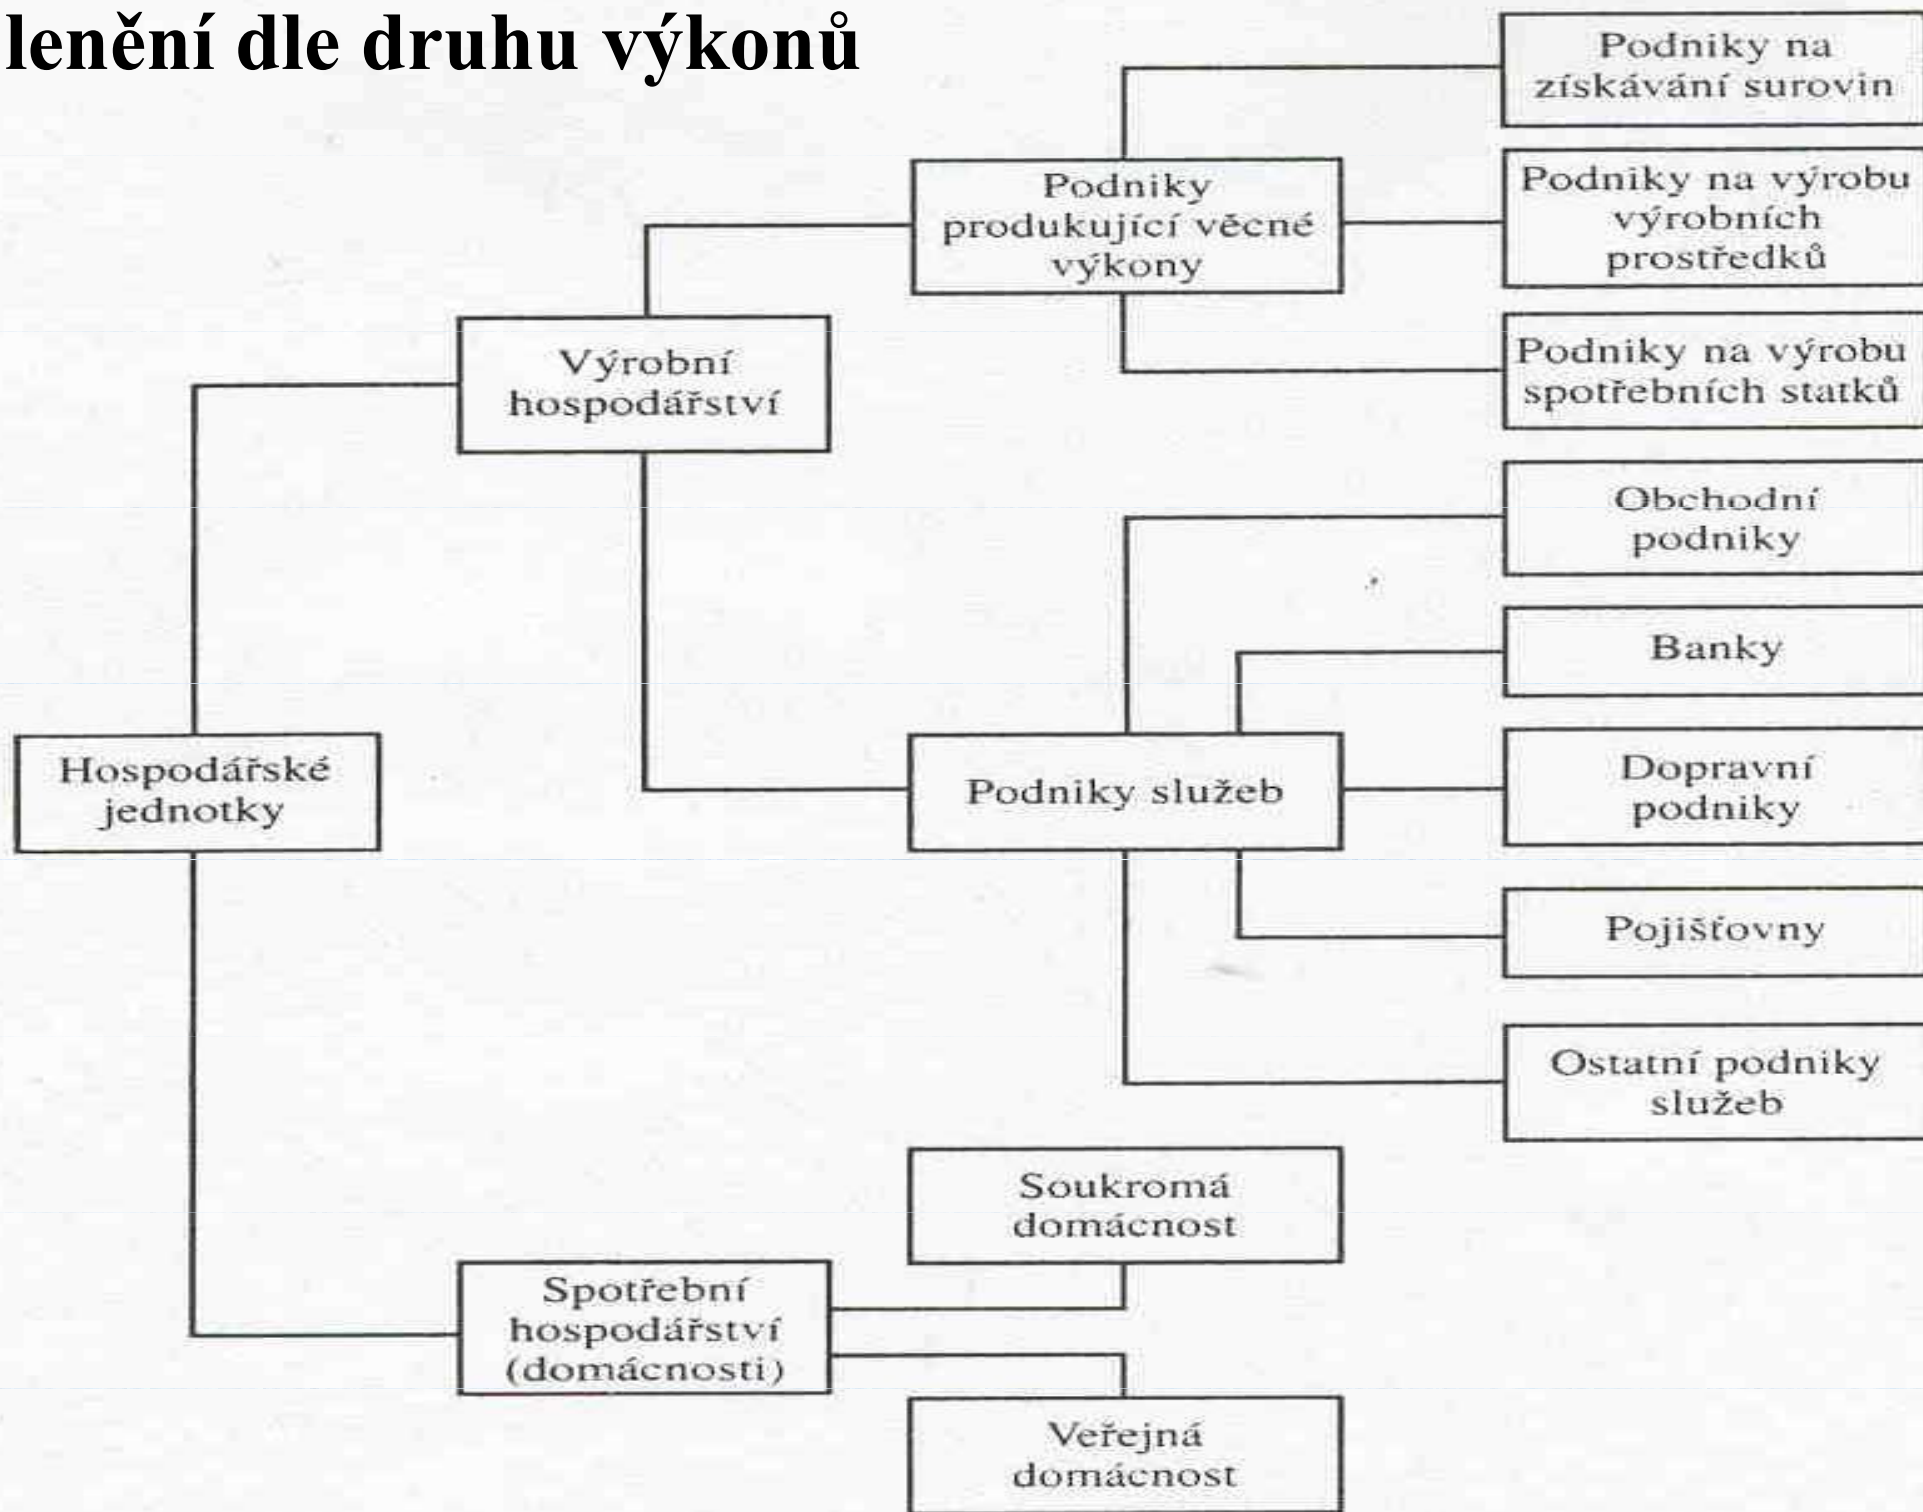 lenění dle druhu výkonů
Podniky na
získávání surovin
Podniky
produkující věcné
výkony
Podniky na výrobu
výrobních
prostředků
Výrobní
hospodářství
Podniky na výrobu
spotřebních statků
Obchodní
podniky
Banky
Hospodářské
jednotky
Podniky služeb
Dopravní
podniky
Pojišťovny
Ostatní podniky
služeb
Soukromá
domácnost
Spotřební
hospodářství
(domácnosti)
Veřejná
domácnost